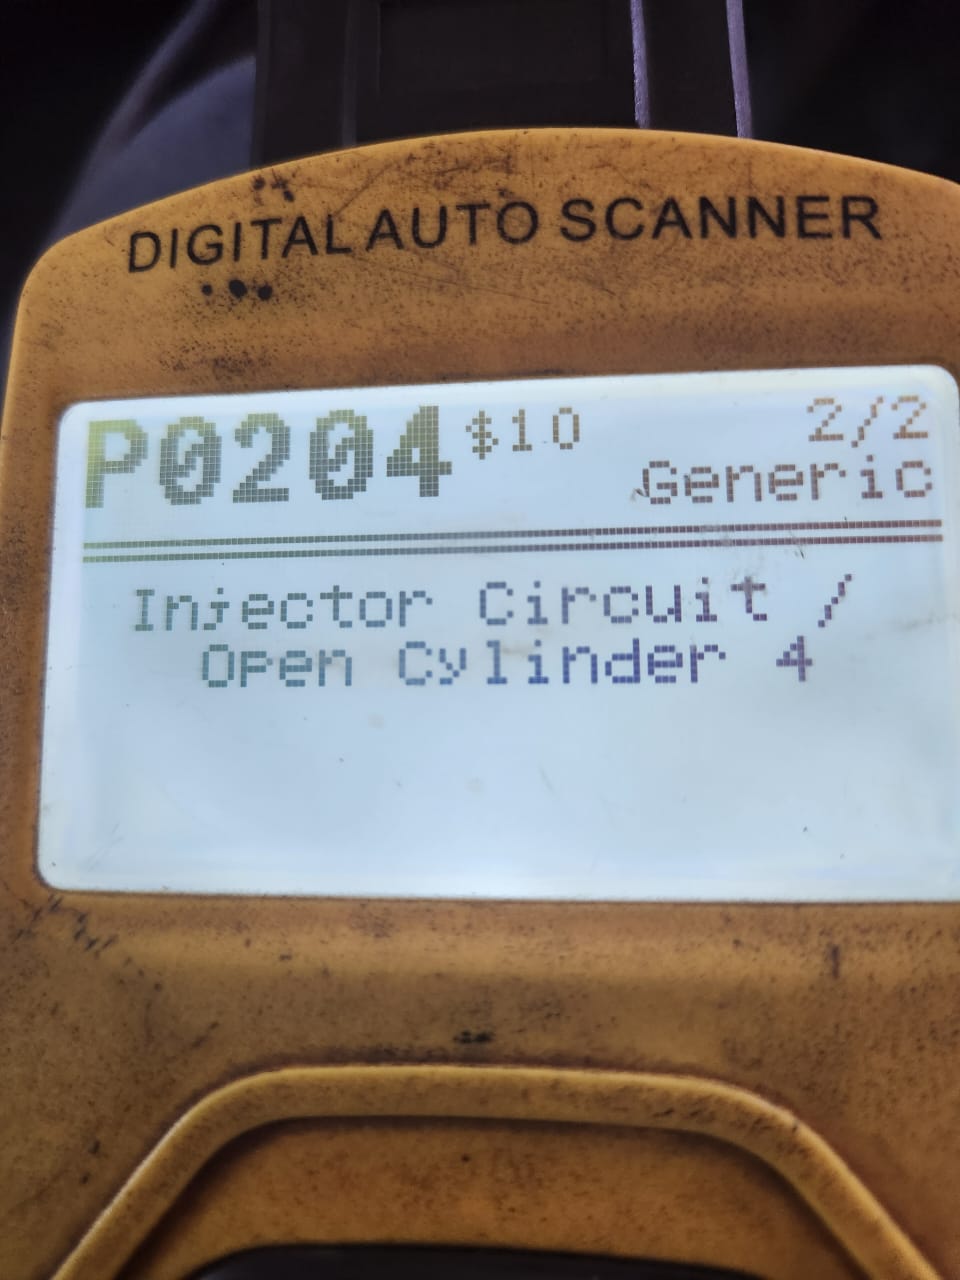 DIGITAL AUTO SCANNER
P0204 $10 2/2
Generic
Injector Circuit /
Open Cylinder 4